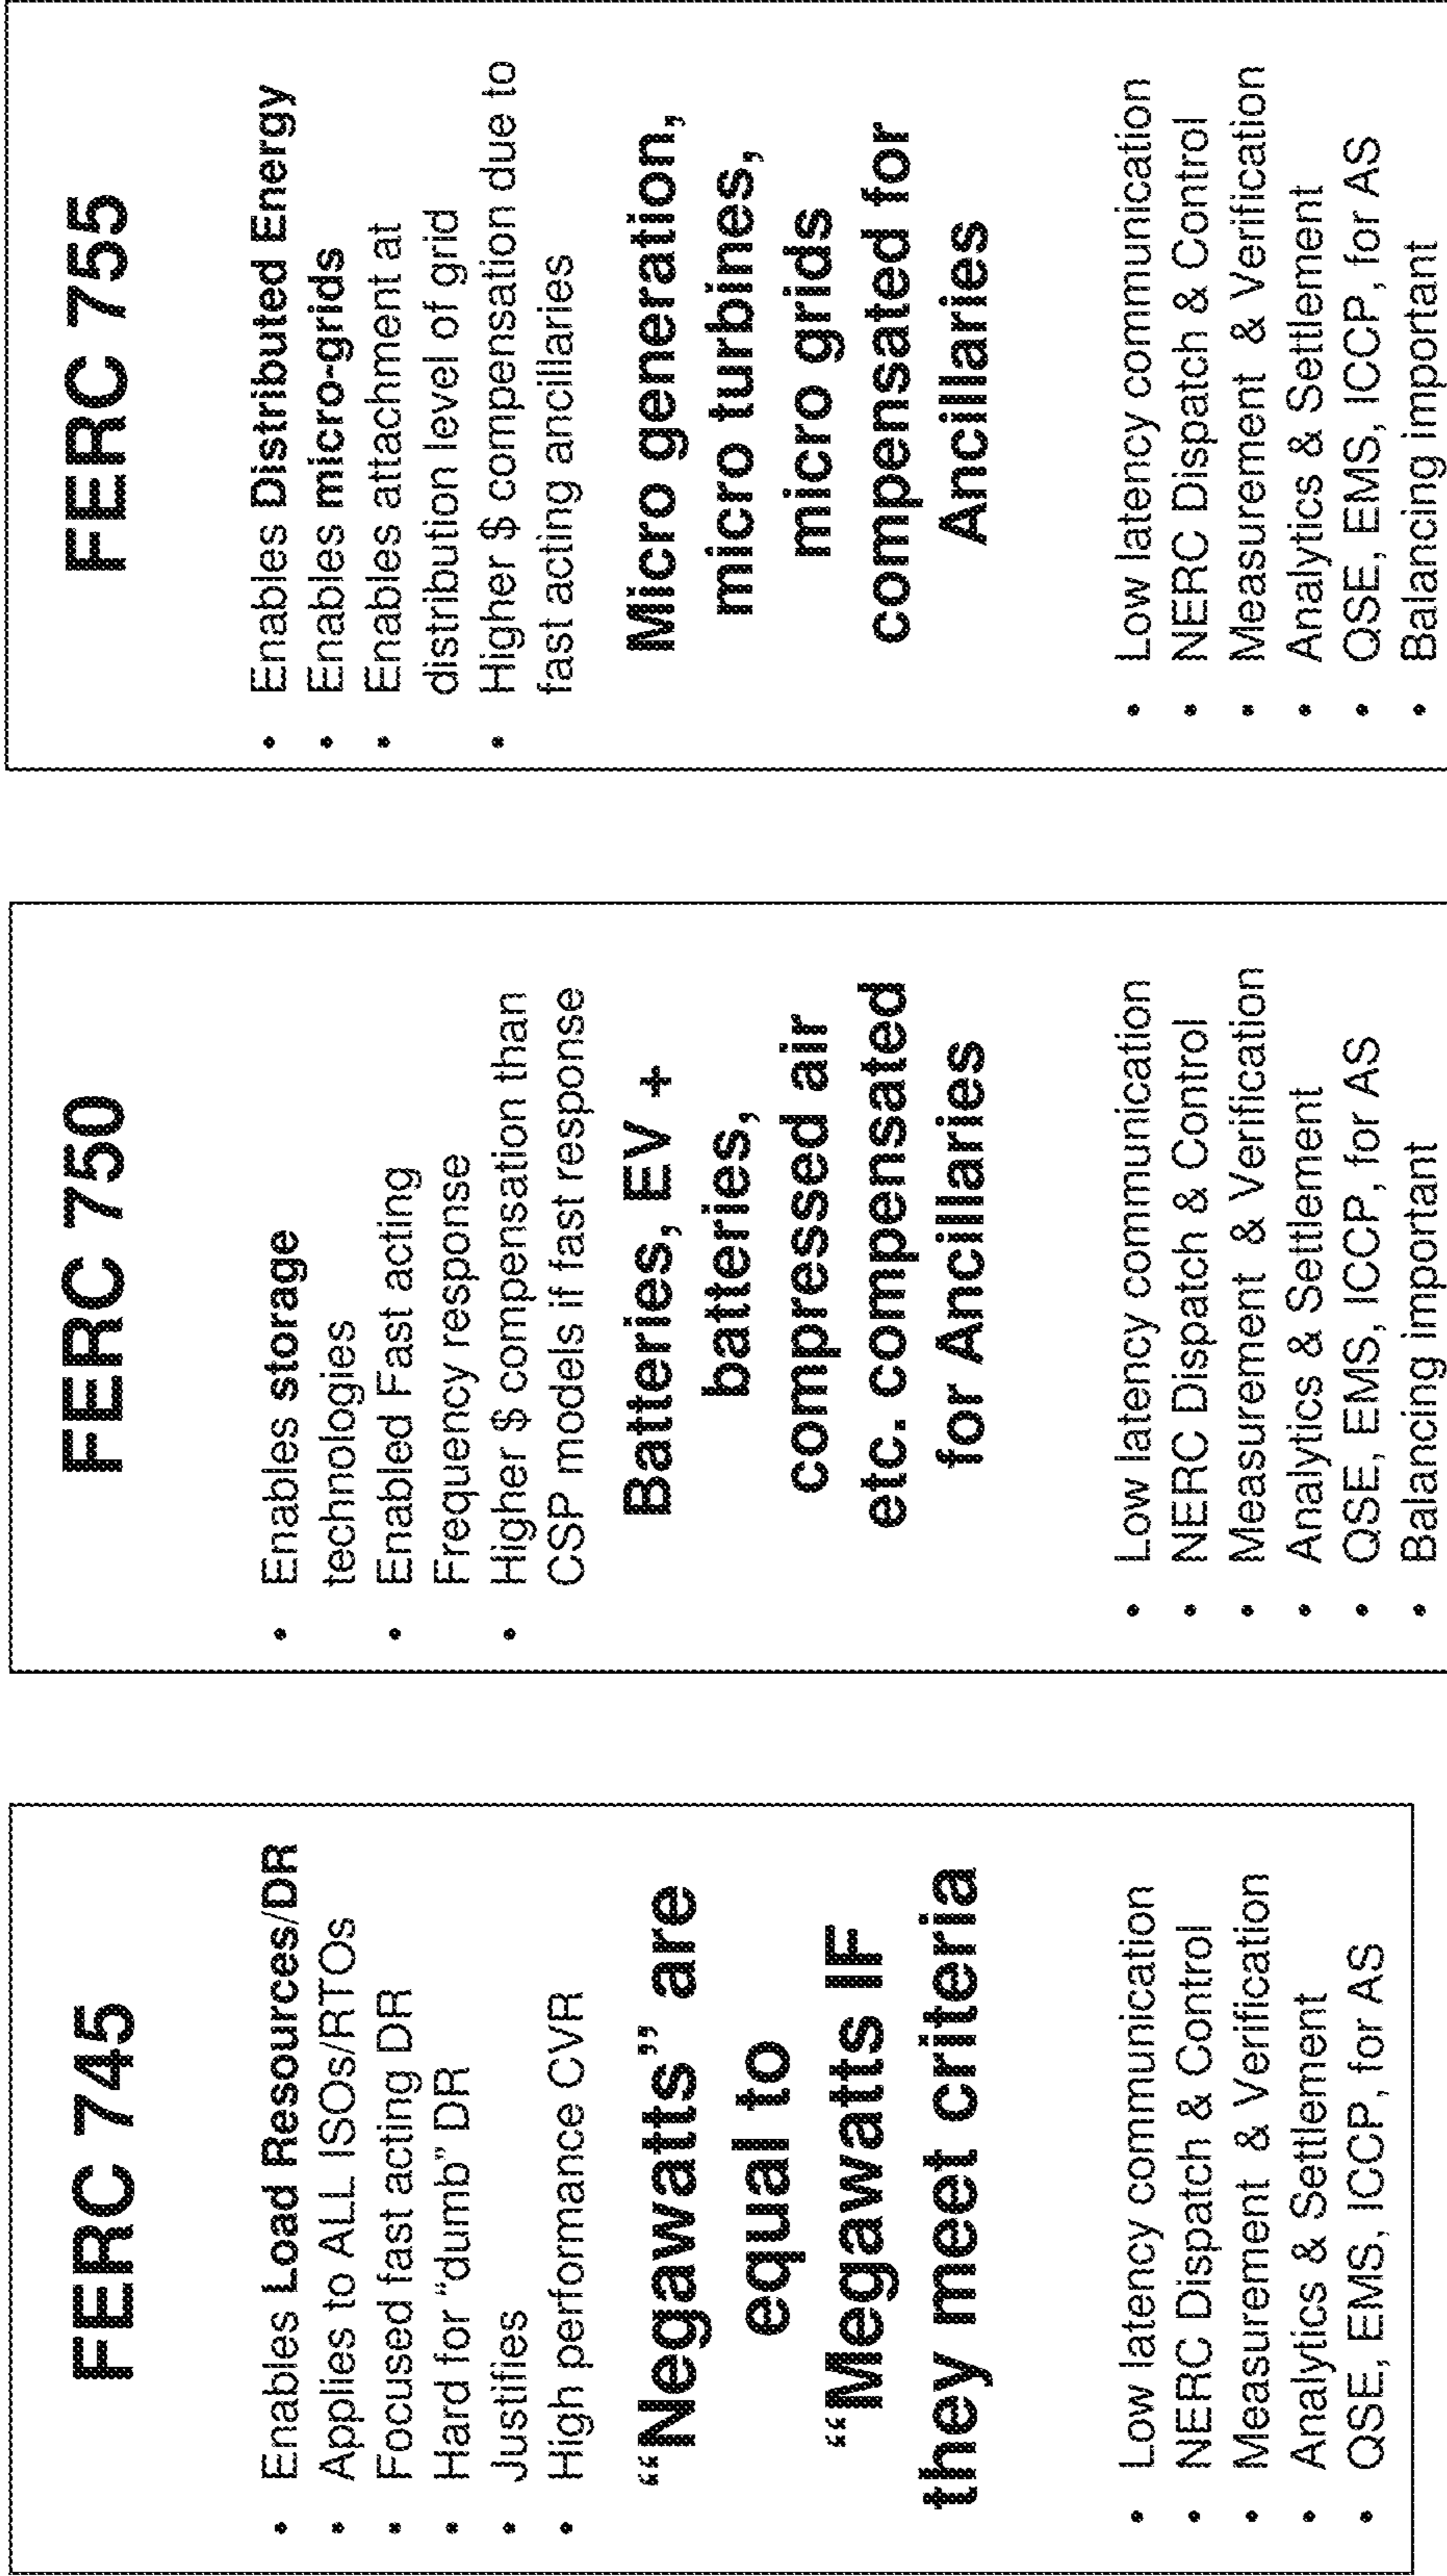 FERC 745
• Enables Load Resources/DR
• Applies to ALL ISOs/RTOs
• Focused fast acting DR
• Hard for “dumb” DR
• Justifies
• High performance CVR
“Negawatts” are
equal to
“Megawatts IF
they meet criteria
• Low latency communication
• NERC Dispatch & Control
• Measurement & Verification
• Analytics & Settlement
• QSE, EMS, ICCP, for AS
FERC 750
• Enables storage
technologies
• Enabled Fast acting
Frequency response
• Higher $ compensation than
CSP models if fast response
Batteries, EV +
batteries,
compressed air
etc. compensated
for Ancillaries
• Low latency communication
• NERC Dispatch & Control
• Measurement & Verification
• Analytics & Settlement
• QSE, EMS, ICCP, for AS
• Balancing important
FERC 755
• Enables Distributed Energy
• Enables micro-grids
• Enables attachment at
distribution level of grid
• Higher $ compensation due to
fast acting ancillaries
Micro generation,
micro turbines,
micro grids
compensated for
Ancillaries
• Low latency communication
• NERC Dispatch & Control
• Measurement & Verification
• Analytics & Settlement
• QSE, EMS, ICCP, for AS
• Balancing important